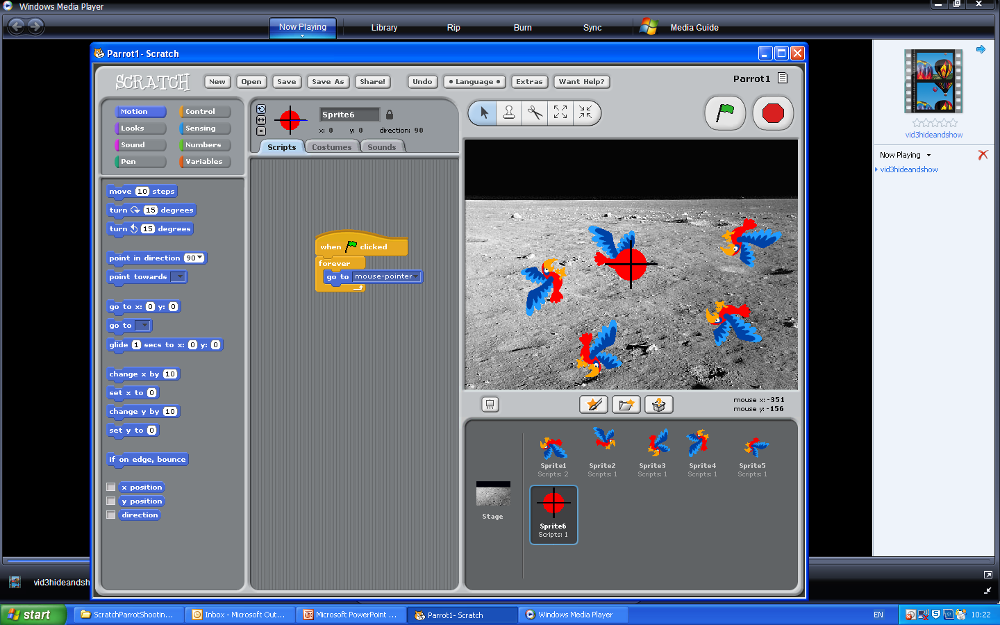 Windows Media Player
Now Playing
Library
Rip
Burn
Sync
Media Guide
Parrot1- Scratch
SCRATCH
New
Open
Save
Save As
Share!
Undo
• Language •
Extras
Want Help?
Parrot1
Motion
Control
Looks
Sensing
Sound
Numbers
Pen
Variables
Sprite6
x: 0 y: 0 direction: 90
Scripts
Costumes
Sounds
move 10 steps
turn 15 degrees
turn 15 degrees
point in direction 90
point towards
go to x: 0 y: 0
go to
glide 1 secs to x: 0 y: 0
change x by 10
set x to 0
change y by 10
set y to 0
if on edge, bounce
x position
y position
direction
when clicked
forever
go to mouse-pointer
mouse x: -351
mouse y: -156
Sprite1
Scripts: 2
Sprite2
Scripts: 1
Sprite3
Scripts: 1
Sprite4
Scripts: 1
Sprite5
Scripts: 1
Stage
Sprite6
Scripts: 1
vid3hideandshow
Now Playing
vid3hideandshow
vid3hideandsh
start
ScratchParrotShootin...
Inbox - Microsoft Out...
Microsoft PowerPoint ...
Parrot1- Scratch
Windows Media Player
EN
10:22